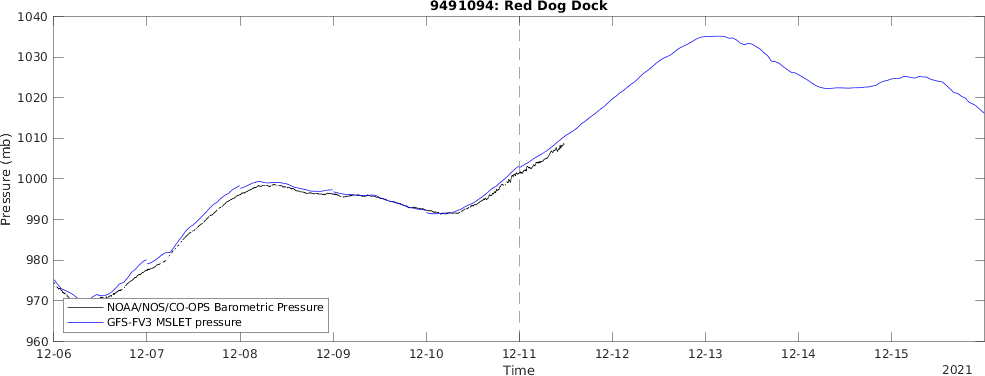 9491094: Red Dog Dock
1040
1030
1020
1010
1000
990
980
970
960
Pressure (mb)
NOAA/NOS/CO-OPS Barometric Pressure
GFS-FV3 MSLET pressure
12-06 12-07 12-08 12-09 12-10 12-11 12-12 12-13 12-14 12-15
Time
2021